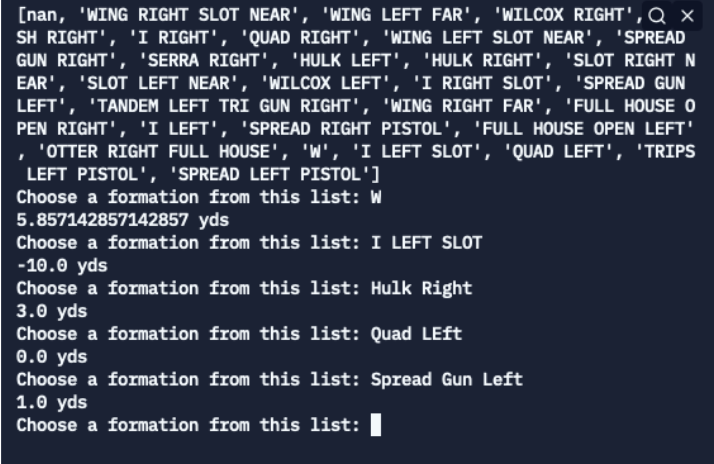 [nan, 'WING RIGHT SLOT NEAR', 'WING LEFT FAR', 'WILCOX RIGHT',
SH RIGHT', 'I RIGHT', 'QUAD RIGHT', 'WING LEFT SLOT NEAR', 'SPREAD
GUN RIGHT', 'SERRA RIGHT', 'HULK LEFT', 'HULK RIGHT', 'SLOT RIGHT N
EAR', 'SLOT LEFT NEAR', 'WILCOX LEFT', 'I RIGHT SLOT', 'SPREAD GUN
LEFT', 'TANDEM LEFT TRI GUN RIGHT', 'WING RIGHT FAR', 'FULL HOUSE O
PEN RIGHT', 'I LEFT', 'SPREAD RIGHT PISTOL', 'FULL HOUSE OPEN LEFT'
, 'OTTER RIGHT FULL HOUSE', 'W', 'I LEFT SLOT', 'QUAD LEFT', 'TRIPS
LEFT PISTOL', 'SPREAD LEFT PISTOL']
Choose a formation from this list: W
5.857142857142857 yds
Choose a formation from this list: I LEFT SLOT
-10.0 yds
Choose a formation from this list: Hulk Right
3.0 yds
Choose a formation from this list: Quad LEft
0.0 yds
Choose a formation from this list: Spread Gun Left
1.0 yds
Choose a formation from this list: